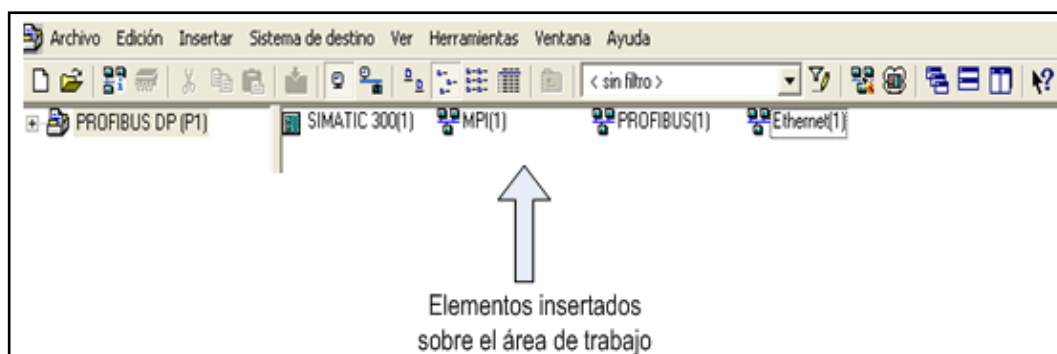 Archivo Edición Insertar Sistema de destino Ver Herramientas Ventana Ayuda
< sin filtro >
PROFIBUS DP (P1) SIMATIC 300(1) MPI(1) PROFIBUS(1) Ethernet(1)
Elementos insertados
sobre el área de trabajo